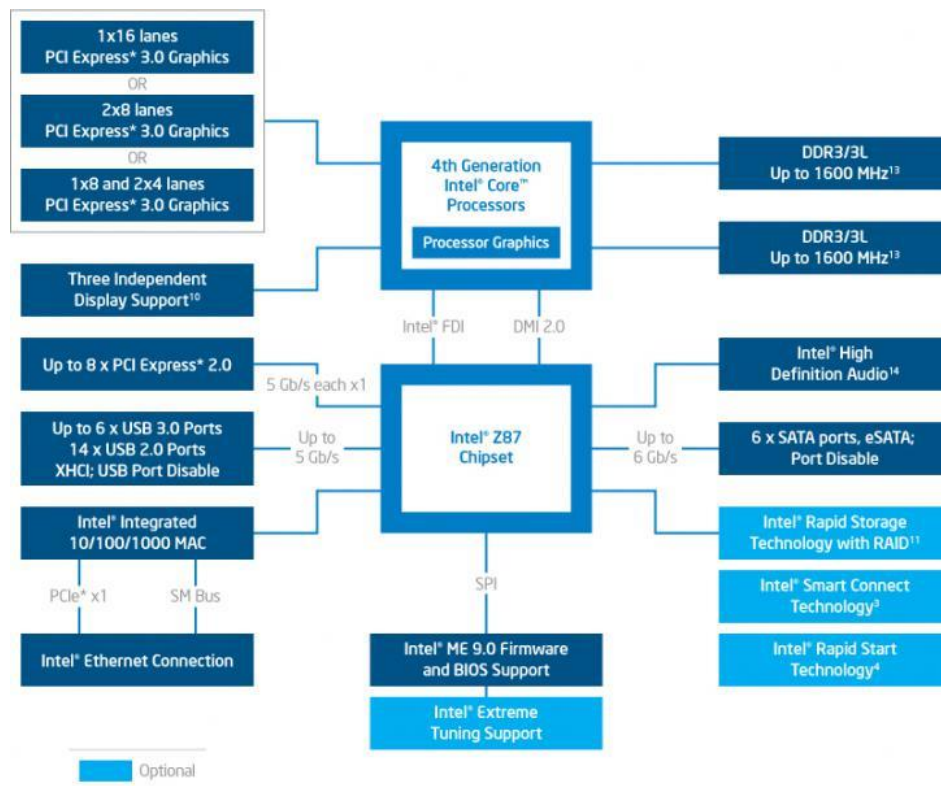 1x16 lanes
PCI Express* 3.0 Graphics
OR
2x8 lanes
PCI Express* 3.0 Graphics
OR
1x8 and 2x4 lanes
PCI Express* 3.0 Graphics
4th Generation
Intel® Core™
Processors
Processor Graphics
DDR3/3L
Up to 1600 MHz¹³
DDR3/3L
Up to 1600 MHz¹³
Three Independent
Display Support¹⁰
Intel® FDI
DMI 2.0
Up to 8 x PCI Express* 2.0
5 Gb/s each x1
Intel® High
Definition Audio¹⁴
Up to 6 x USB 3.0 Ports
14 x USB 2.0 Ports
XHCI; USB Port Disable
Up to
5 Gb/s
Intel® Z87
Chipset
Up to
6 Gb/s
6 x SATA ports, eSATA;
Port Disable
Intel® Integrated
10/100/1000 MAC
Intel® Rapid Storage
Technology with RAID¹¹
PCIe* x1
SM Bus
SPI
Intel® Smart Connect
Technology³
Intel® Ethernet Connection
Intel® ME 9.0 Firmware
and BIOS Support
Intel® Rapid Start
Technology⁴
Intel® Extreme
Tuning Support
Optional